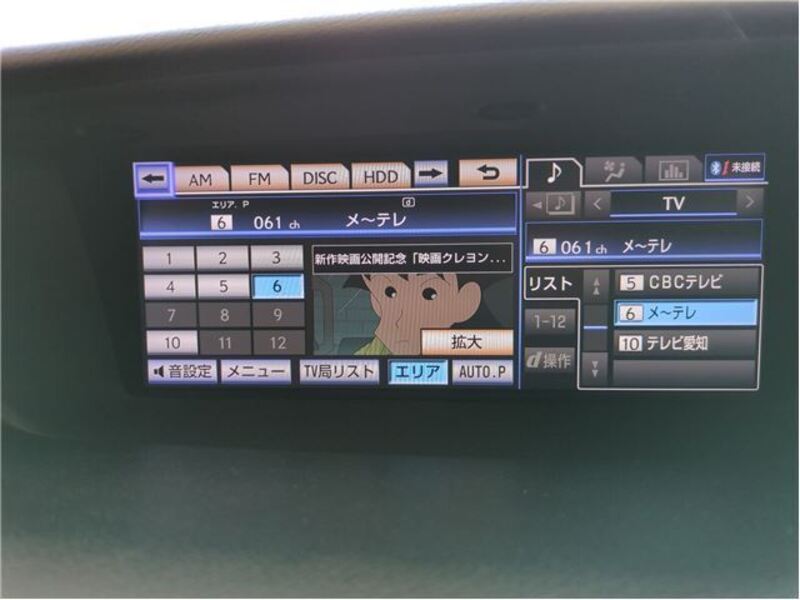 AM FM DISC HDD
エリア. P
6 061 ch メ〜テレ
1 2 3
4 5 6
7 8 9
10 11 12
新作映画公開記念「映画クレヨン...
拡大
音設定 メニュー TV局リスト エリア AUTO.P
未接続
TV
6 061ch メ〜テレ
リスト
1-12
d操作
5 CBCテレビ
6 メ〜テレ
10 テレビ愛知